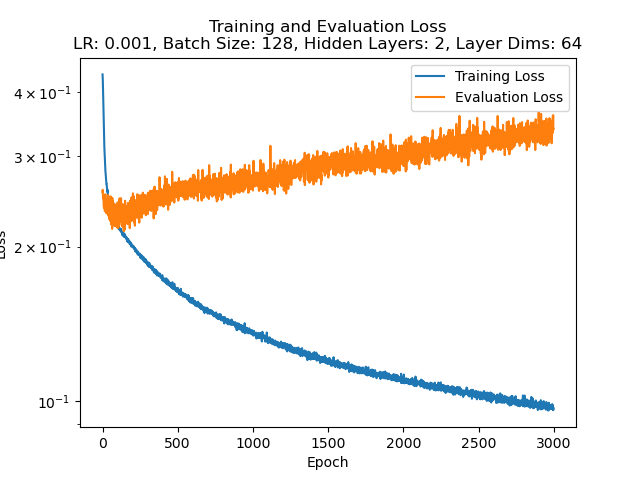 Training and Evaluation Loss
LR: 0.001, Batch Size: 128, Hidden Layers: 2, Layer Dims: 64
Training Loss
Evaluation Loss
4 × 10⁻¹
3 × 10⁻¹
2 × 10⁻¹
10⁻¹
Loss
0 500 1000 1500 2000 2500 3000
Epoch